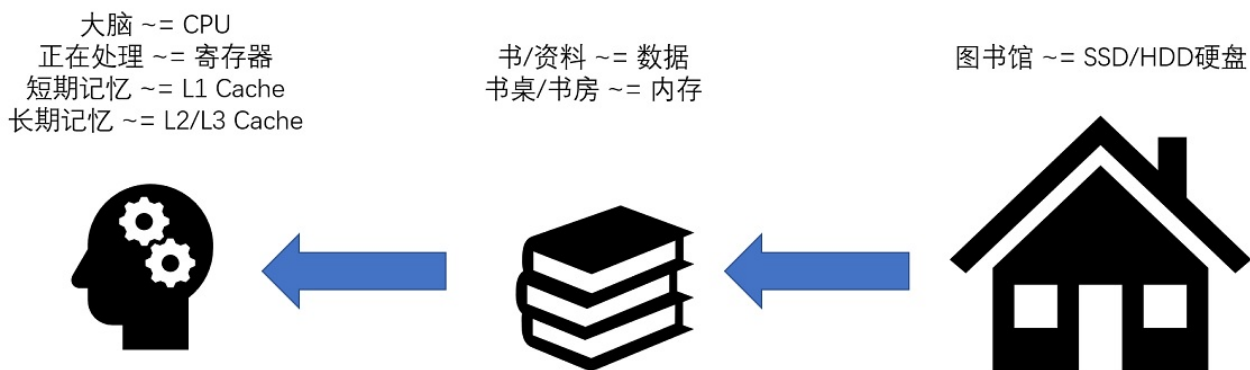 大脑 ~= CPU
正在处理 ~= 寄存器
短期记忆 ~= L1 Cache
长期记忆 ~= L2/L3 Cache
书/资料 ~= 数据
书桌/书房 ~= 内存
图书馆 ~= SSD/HDD硬盘